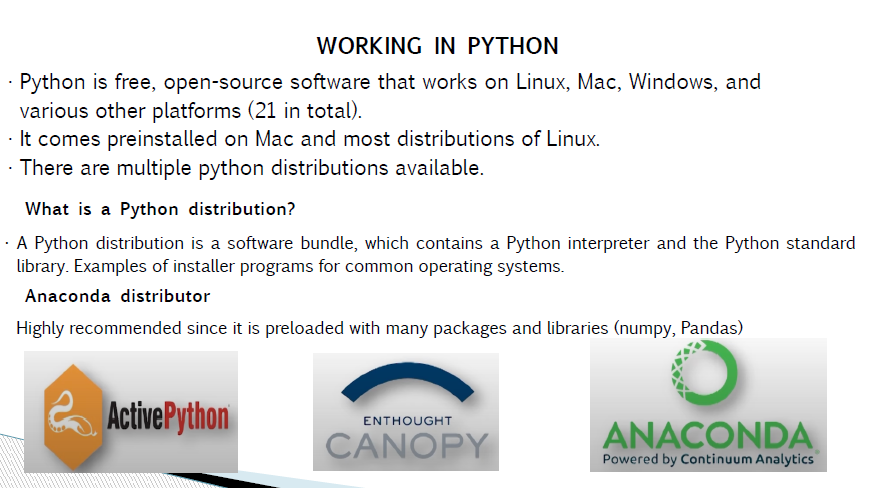 WORKING IN PYTHON
· Python is free, open-source software that works on Linux, Mac, Windows, and
various other platforms (21 in total).
· It comes preinstalled on Mac and most distributions of Linux.
· There are multiple python distributions available.
What is a Python distribution?
· A Python distribution is a software bundle, which contains a Python interpreter and the Python standard
library. Examples of installer programs for common operating systems.
Anaconda distributor
Highly recommended since it is preloaded with many packages and libraries (numpy, Pandas)
ActivePython
ENTHOUGHT
CANOPY
ANACONDA
Powered by Continuum Analytics